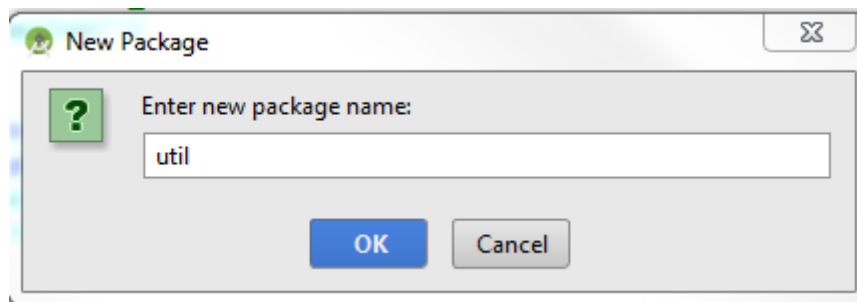 New Package
Enter new package name:
util
OK
Cancel